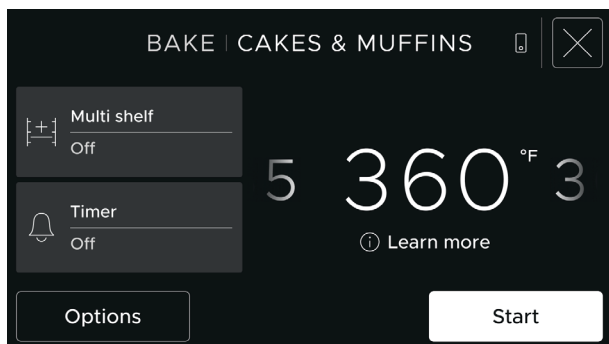 BAKE | CAKES & MUFFINS
Multi shelf
Off
5 360 °F 3
Timer
Off
Learn more
Options
Start